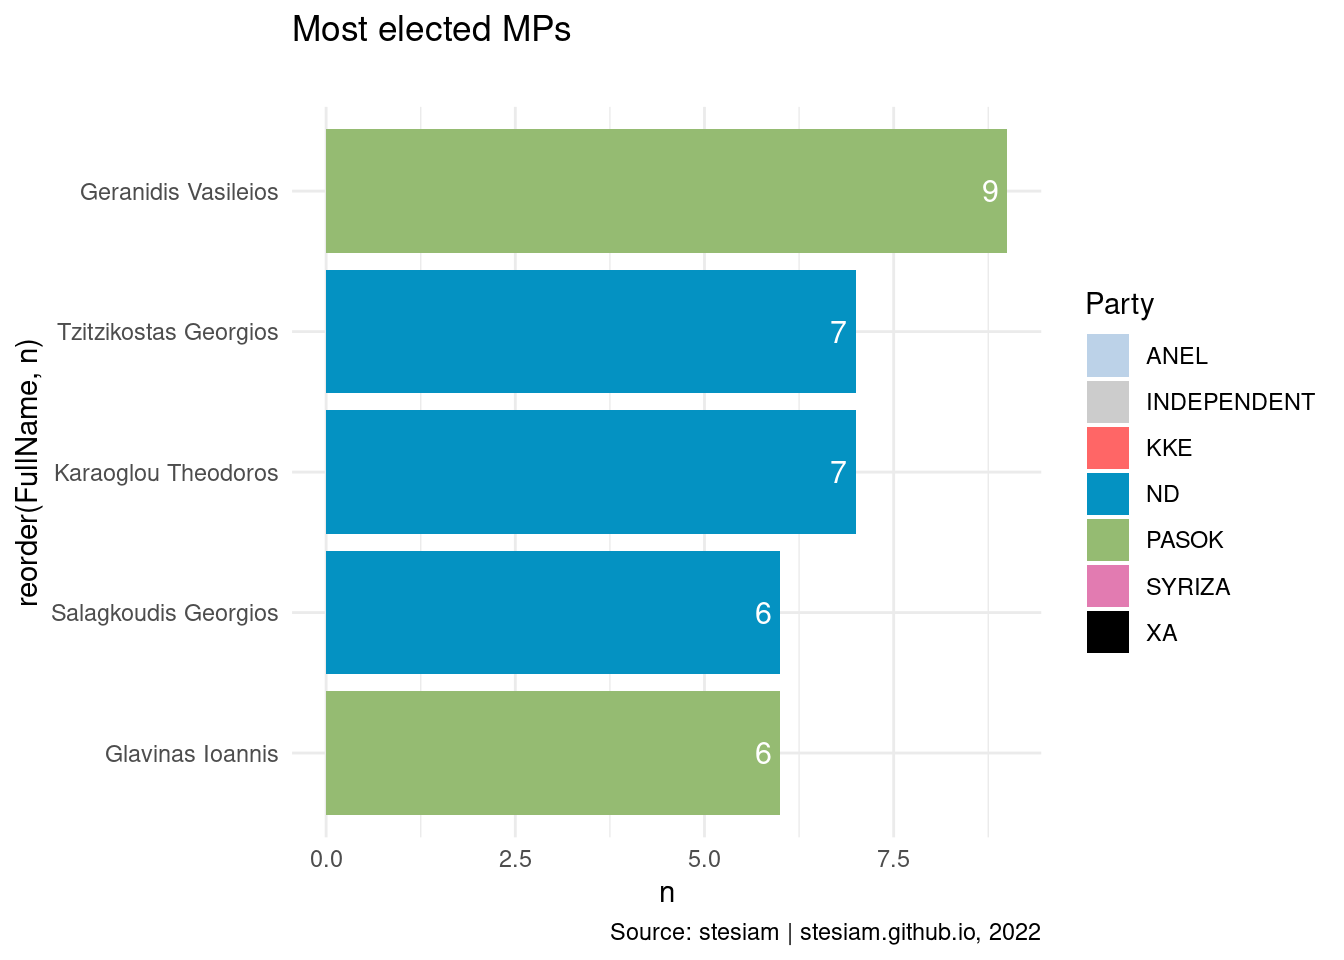 Most elected MPs
Geranidis Vasileios
9
Tzitzikostas Georgios
7
Karaoglou Theodoros
7
Salagkoudis Georgios
6
Glavinas Ioannis
6
reorder(FullName, n)
0.0
2.5
5.0
7.5
n
Party
ANEL
INDEPENDENT
KKE
ND
PASOK
SYRIZA
XA
Source: stesiam | stesiam.github.io, 2022